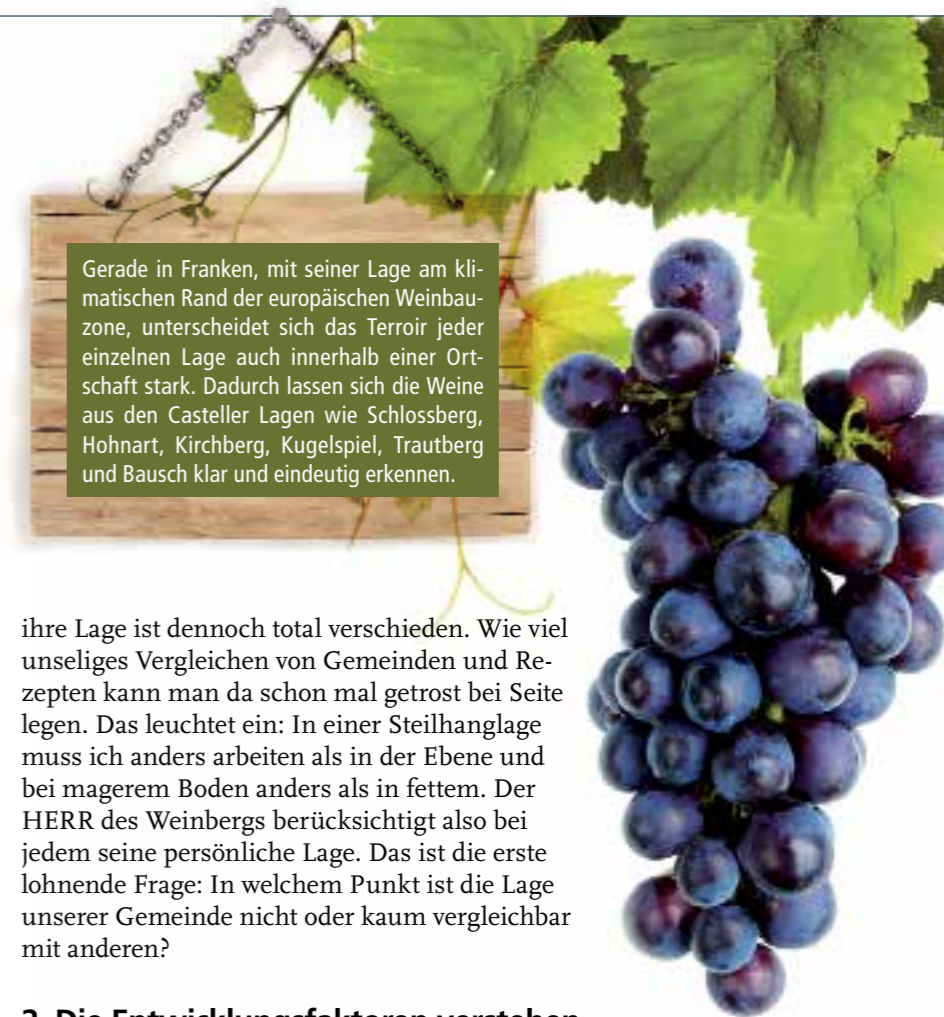 Gerade in Franken, mit seiner Lage am kli-
matischen Rand der europäischen Weinbau-
zone, unterscheidet sich das Terroir jeder
einzelnen Lage auch innerhalb einer Ort-
schaft stark. Dadurch lassen sich die Weine
aus den Casteller Lagen wie Schlossberg,
Hohnart, Kirchberg, Kugelspiel, Trautberg
und Bausch klar und eindeutig erkennen.
ihre Lage ist dennoch total verschieden. Wie viel
unseliges Vergleichen von Gemeinden und Re-
zepten kann man da schon mal getrost bei Seite
legen. Das leuchtet ein: In einer Steilhanglage
muss ich anders arbeiten als in der Ebene und
bei magerem Boden anders als in fettem. Der
HERR des Weinbergs berücksichtigt also bei
jedem seine persönliche Lage. Das ist die erste
lohnende Frage: In welchem Punkt ist die Lage
unserer Gemeinde nicht oder kaum vergleichbar
mit anderen?
2. Die Entwicklungsfaktoren verstehen